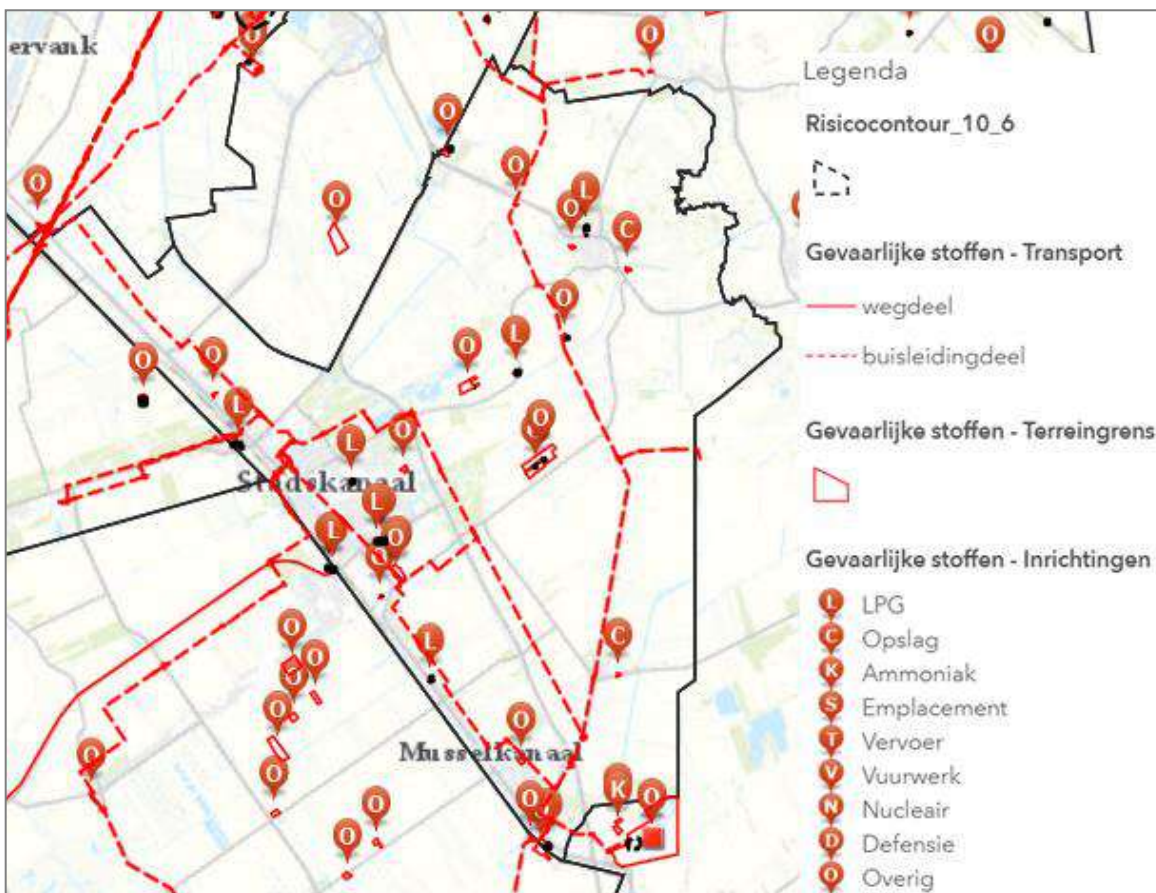 ervank
Stadskanaal
Musselkanaal
Legenda
Risicocontour_10_6
Gevaarlijke stoffen - Transport
wegdeel
buisleidingdeel
Gevaarlijke stoffen - Terreingrens
Gevaarlijke stoffen - Inrichtingen
L LPG
C Opslag
K Ammoniak
S Emplacement
T Vervoer
V Vuurwerk
N Nucleair
D Defensie
O Overig